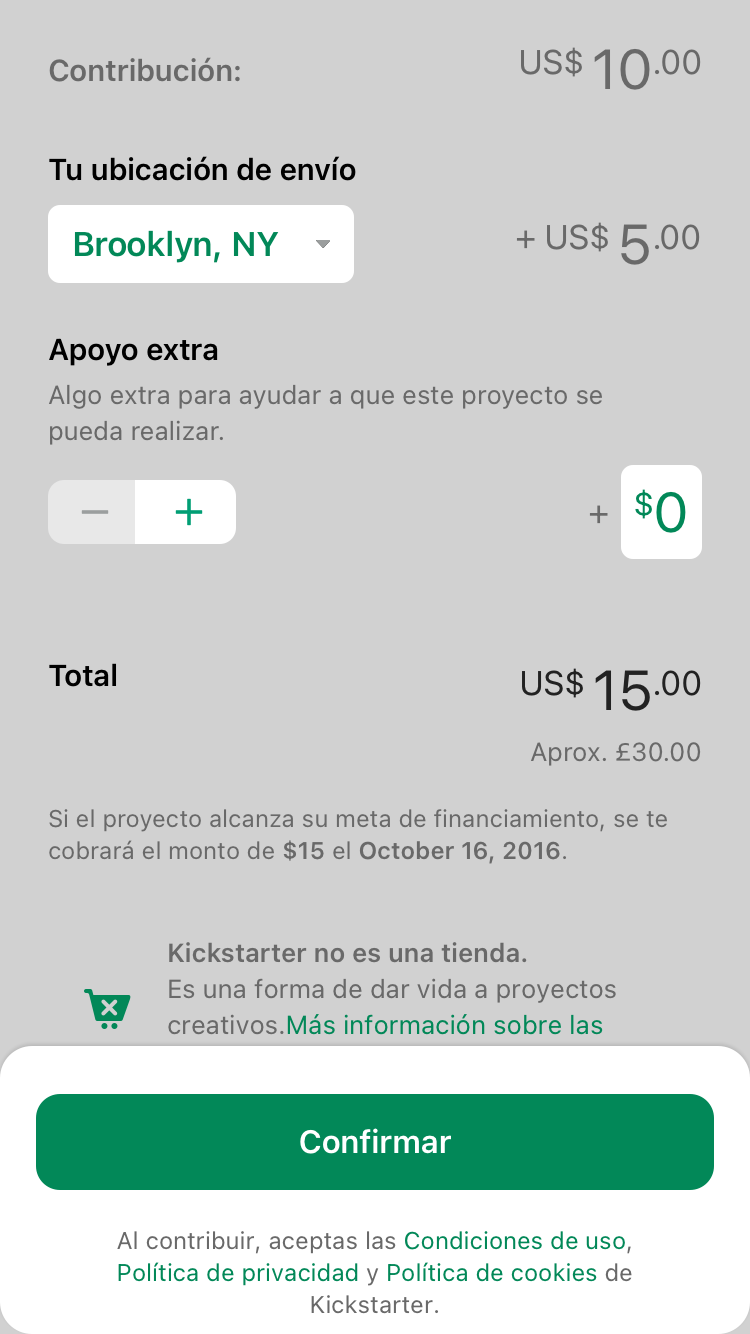 Contribución:
US$ 10.00
Tu ubicación de envío
Brooklyn, NY
+ US$ 5.00
Apoyo extra
Algo extra para ayudar a que este proyecto se
pueda realizar.
− +
+ $0
Total
US$ 15.00
Aprox. £30.00
Si el proyecto alcanza su meta de financiamiento, se te
cobrará el monto de $15 el October 16, 2016.
Kickstarter no es una tienda.
Es una forma de dar vida a proyectos
creativos.Más información sobre las
Confirmar
Al contribuir, aceptas las Condiciones de uso,
Política de privacidad y Política de cookies de
Kickstarter.